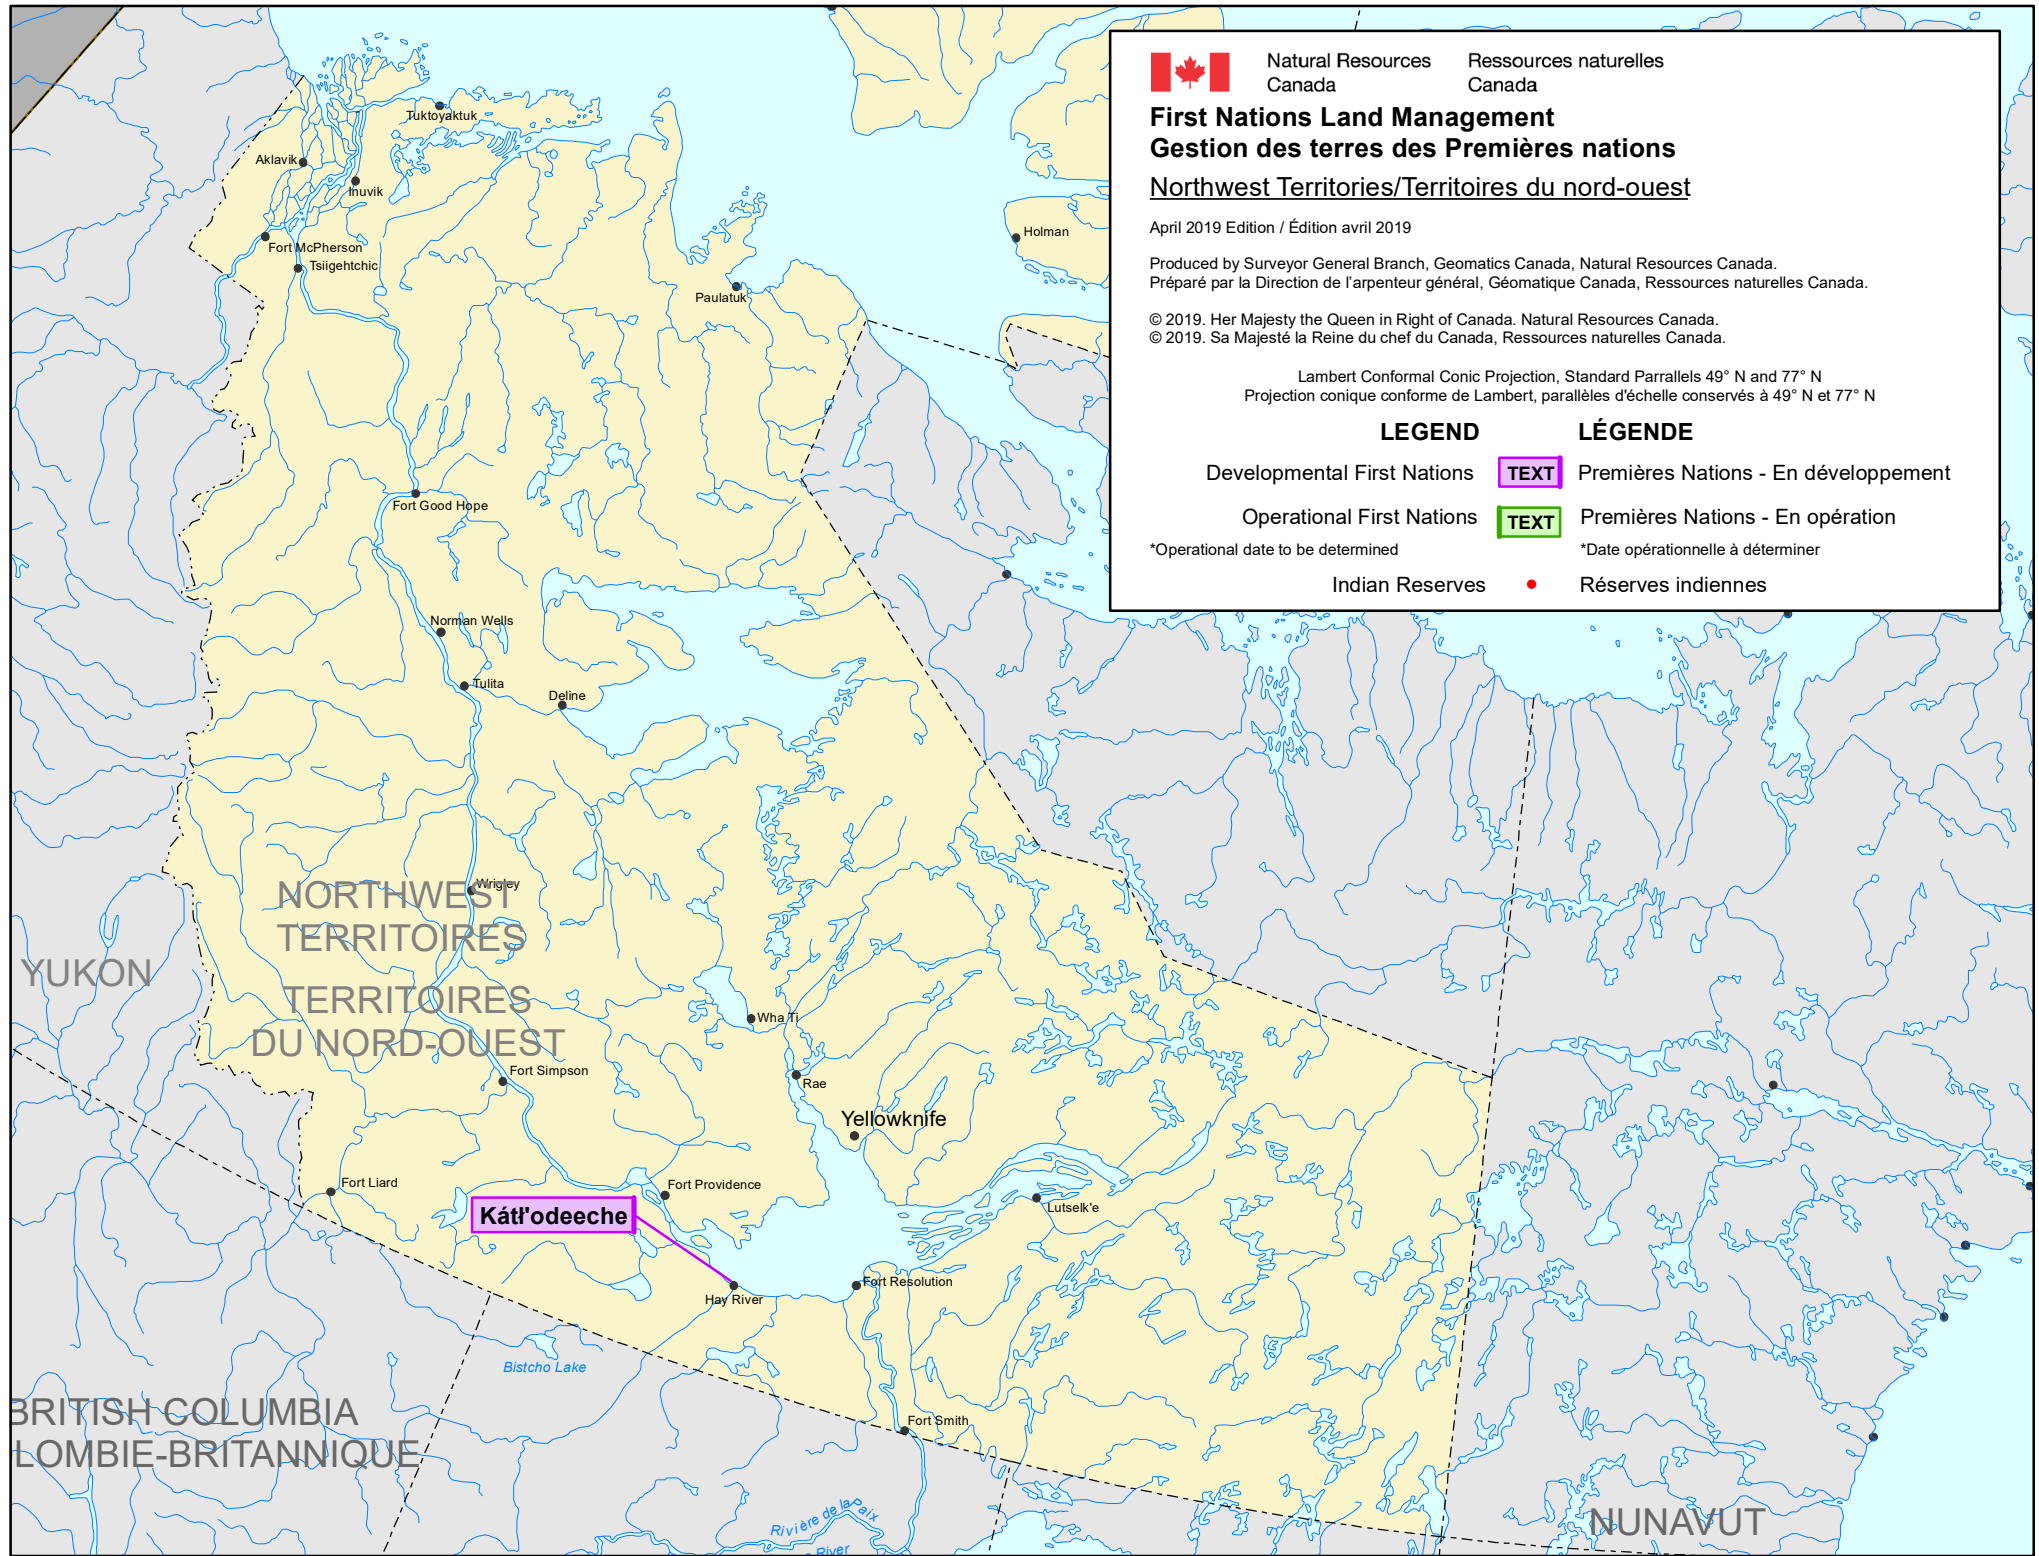 Natural Resources
Canada
Ressources naturelles
Canada
First Nations Land Management
Gestion des terres des Premières nations
Northwest Territories/Territoires du nord-ouest
April 2019 Edition / Édition avril 2019
Produced by Surveyor General Branch, Geomatics Canada, Natural Resources Canada.
Préparé par la Direction de l'arpenteur général, Géomatique Canada, Ressources naturelles Canada.
© 2019. Her Majesty the Queen in Right of Canada. Natural Resources Canada.
© 2019. Sa Majesté la Reine du chef du Canada, Ressources naturelles Canada.
Lambert Conformal Conic Projection, Standard Parrallels 49° N and 77° N
Projection conique conforme de Lambert, parallèles d'échelle conservés à 49° N et 77° N
LEGEND LÉGENDE
Developmental First Nations TEXT Premières Nations - En développement
Operational First Nations TEXT Premières Nations - En opération
*Operational date to be determined *Date opérationnelle à déterminer
Indian Reserves Réserves indiennes
Tuktoyaktuk
Aklavik
Inuvik
Fort McPherson
Tsiigehtchic
Holman
Paulatuk
Fort Good Hope
Norman Wells
Tulita
Deline
Wrigley
NORTHWEST
TERRITOIRES
YUKON
TERRITOIRES
DU NORD-OUEST
Wha Ti
Fort Simpson
Rae
Yellowknife
Fort Liard
Fort Providence
Kátł'odeeche
Lutselk'e
Hay River
Fort Resolution
Bistcho Lake
BRITISH COLUMBIA
LOMBIE-BRITANNIQUE
Fort Smith
Rivière de la Paix
River
NUNAVUT